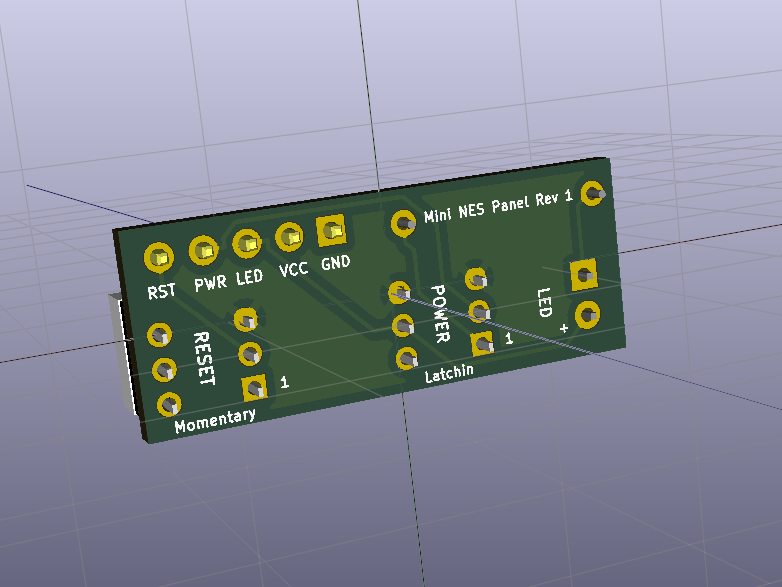 Mini NES Panel Rev 1
RST PWR LED VCC GND
RESET
1
Momentary
POWER
1
Latchin
LED
+